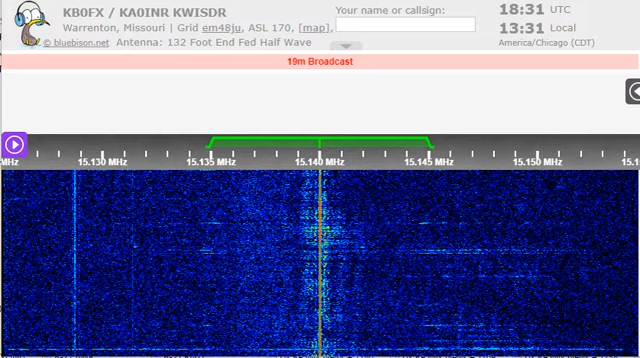 KB0FX / KA0INR KWISDR
Warrenton, Missouri | Grid em48ju, ASL 170, [map],
© bluebison.net Antenna: 132 Foot End Fed Half Wave
Your name or callsign:
18:31 UTC
13:31 Local
America/Chicago (CDT)
19m Broadcast
MHz 15.130 MHz 15.135 MHz 15.140 MHz 15.145 MHz 15.150 MHz 15.1